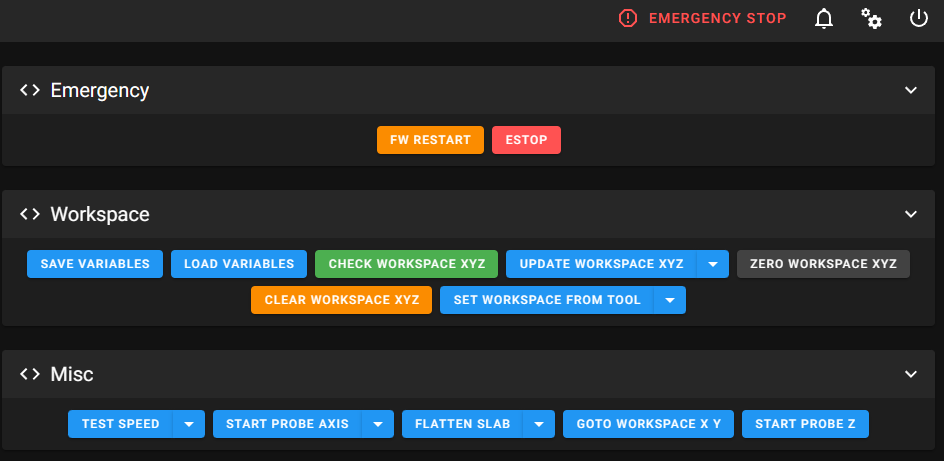 EMERGENCY STOP
Emergency
FW RESTART ESTOP
Workspace
SAVE VARIABLES LOAD VARIABLES CHECK WORKSPACE XYZ UPDATE WORKSPACE XYZ ZERO WORKSPACE XYZ
CLEAR WORKSPACE XYZ SET WORKSPACE FROM TOOL
Misc
TEST SPEED START PROBE AXIS FLATTEN SLAB GOTO WORKSPACE X Y START PROBE Z